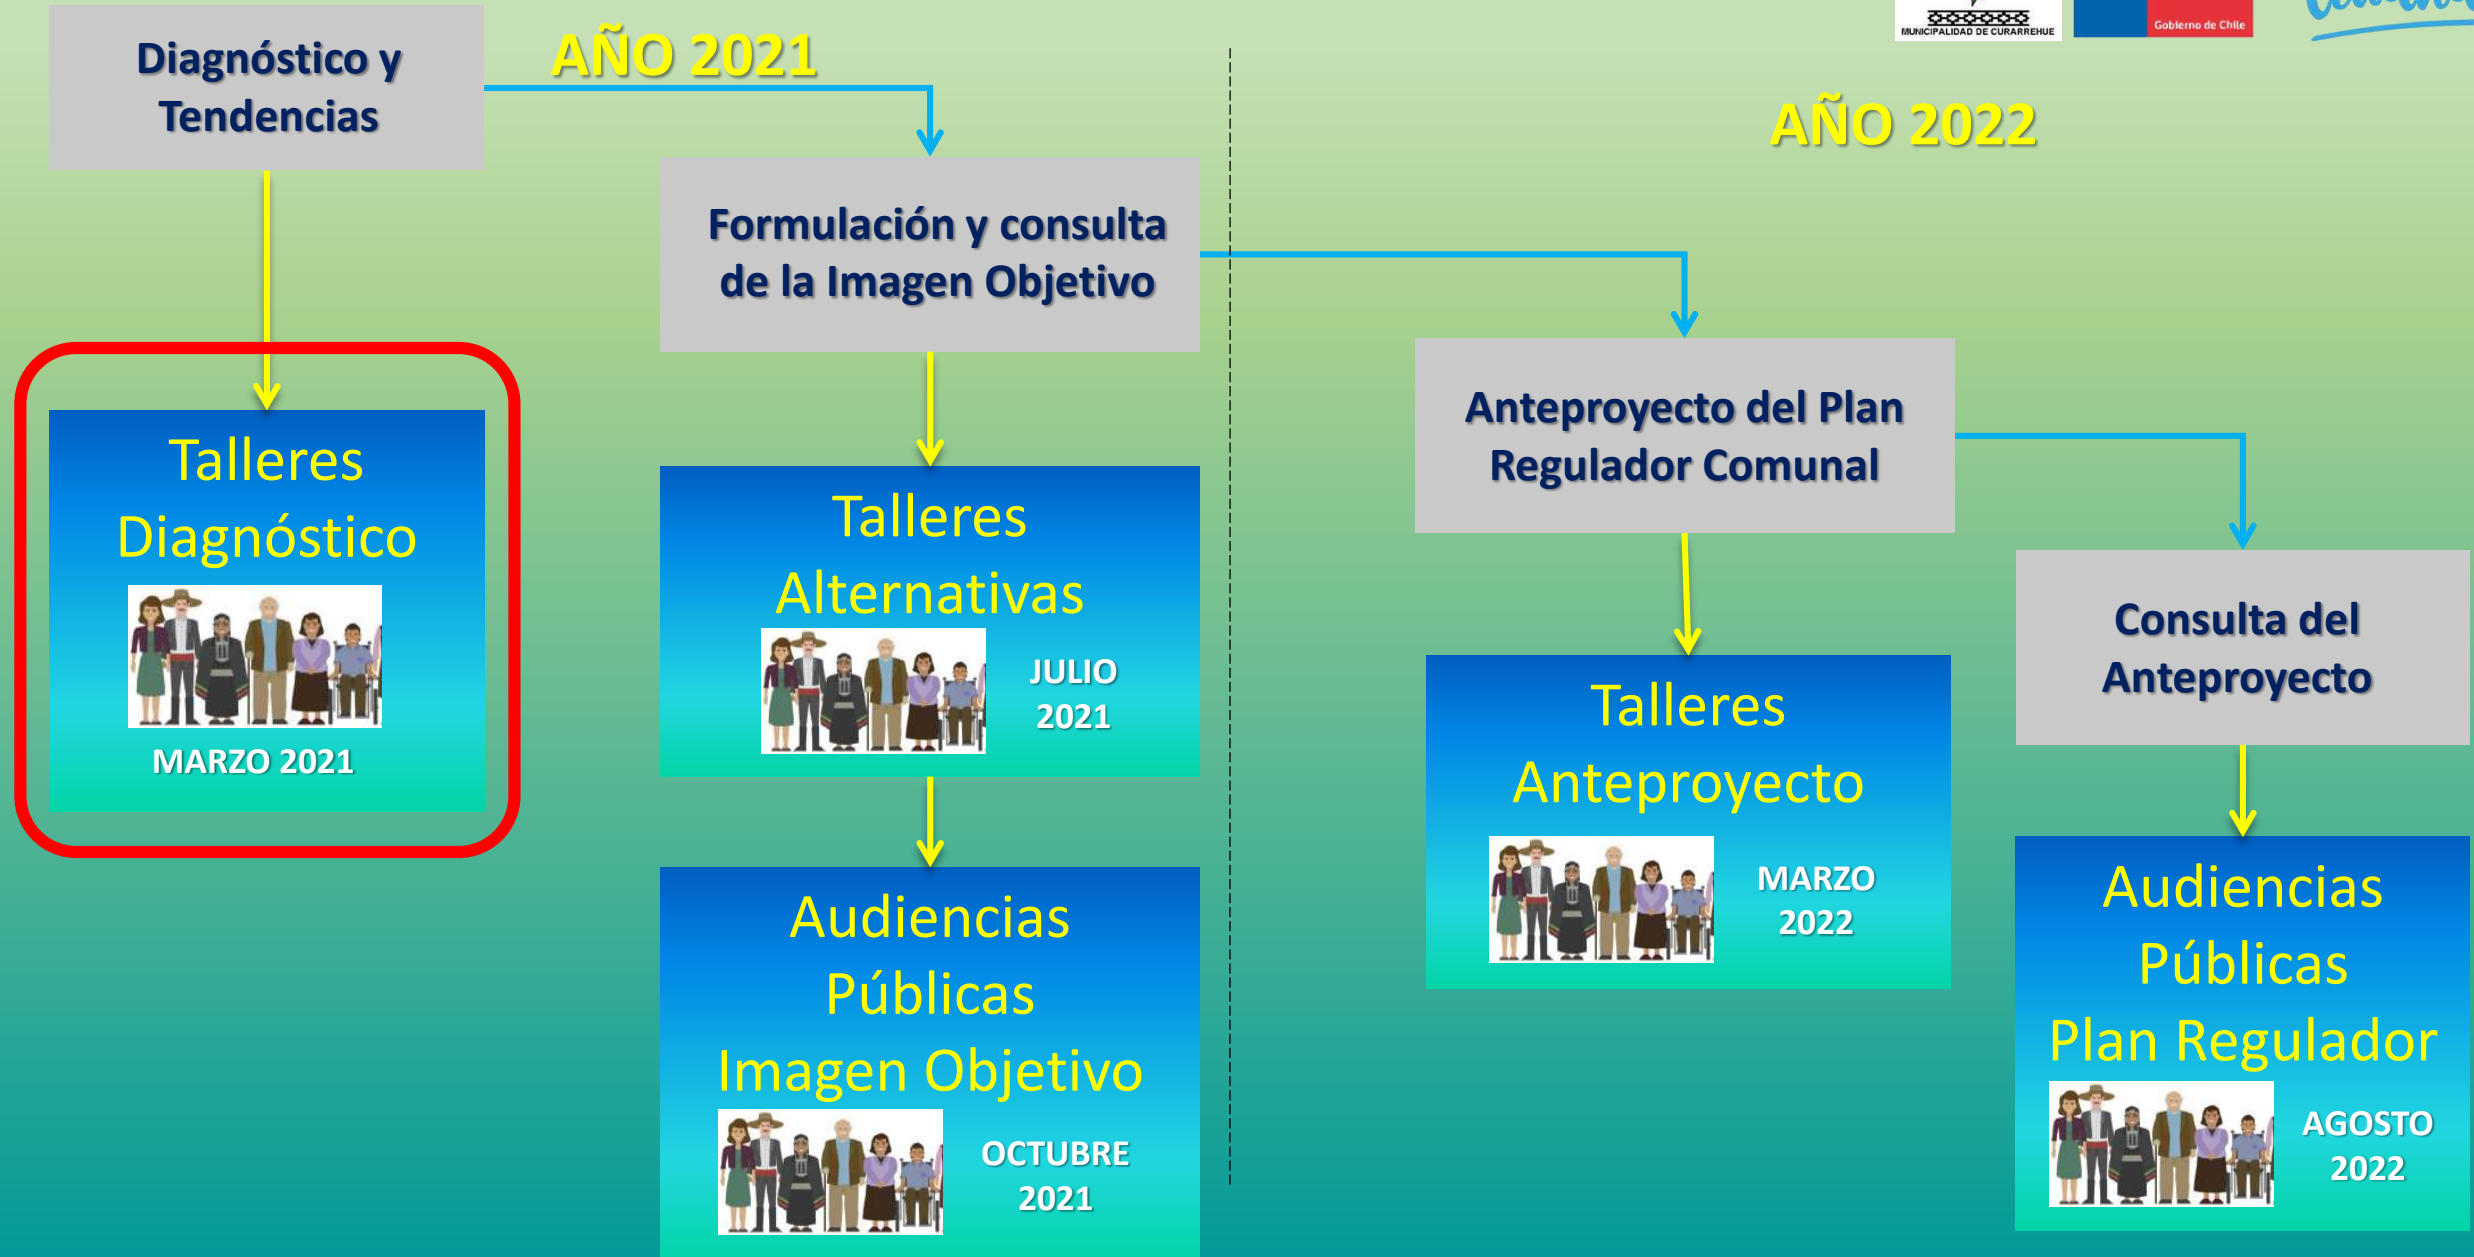 MUNICIPALIDAD DE CURARREHUE
Gobierno de Chile
AÑO 2021
AÑO 2022
Diagnóstico y
Tendencias
Formulación y consulta
de la Imagen Objetivo
Anteproyecto del Plan
Regulador Comunal
Consulta del
Anteproyecto
Talleres
Diagnóstico
MARZO 2021
Talleres
Alternativas
JULIO
2021
Audiencias
Públicas
Imagen Objetivo
OCTUBRE
2021
Talleres
Anteproyecto
MARZO
2022
Audiencias
Públicas
Plan Regulador
AGOSTO
2022